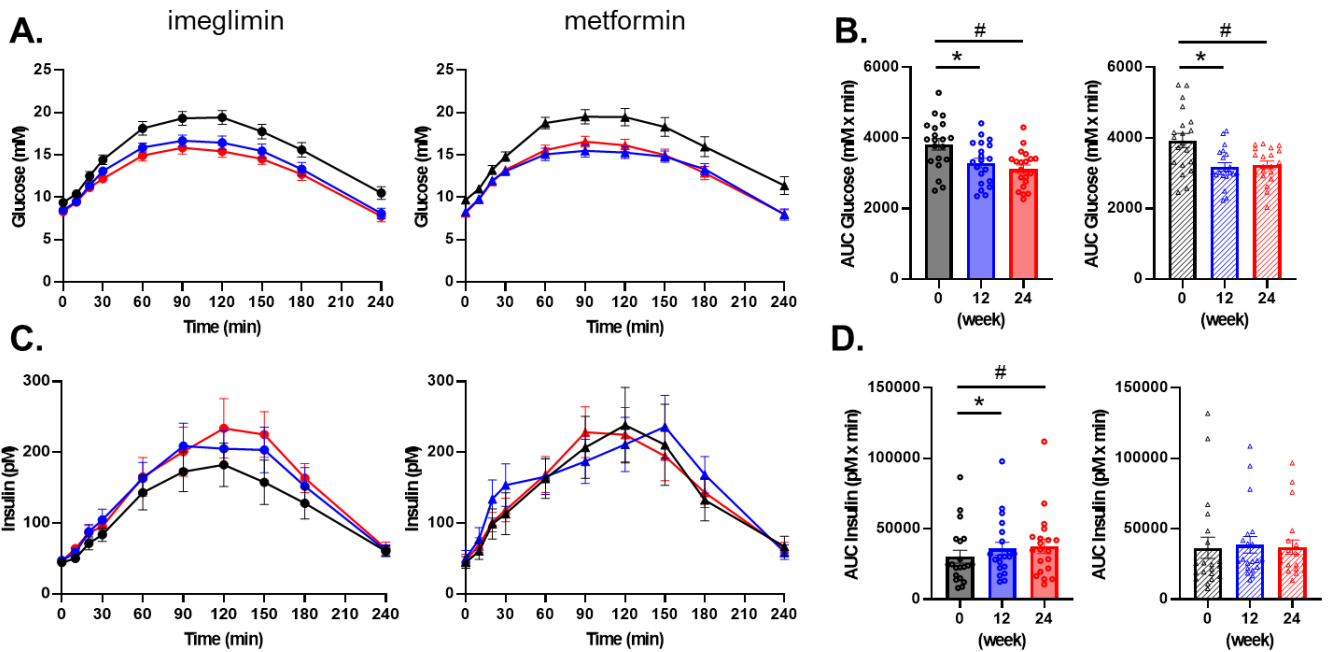 A.
imeglimin
metformin
B.
25
20
15
10
5
0
Glucose (mM)
0 30 60 90 120 150 180 210 240
Time (min)
25
20
15
10
5
0
Glucose (mM)
0 30 60 90 120 150 180 210 240
Time (min)
#
*
6000
4000
2000
0
AUC Glucose (mM x min)
0 12 24
(week)
#
*
6000
4000
2000
0
AUC Glucose (mM x min)
0 12 24
(week)
C.
D.
300
200
100
0
Insulin (pM)
0 30 60 90 120 150 180 210 240
Time (min)
300
200
100
0
Insulin (pM)
0 30 60 90 120 150 180 210 240
Time (min)
#
*
150000
100000
50000
0
AUC Insulin (pM x min)
0 12 24
(week)
150000
100000
50000
0
AUC Insulin (pM x min)
0 12 24
(week)